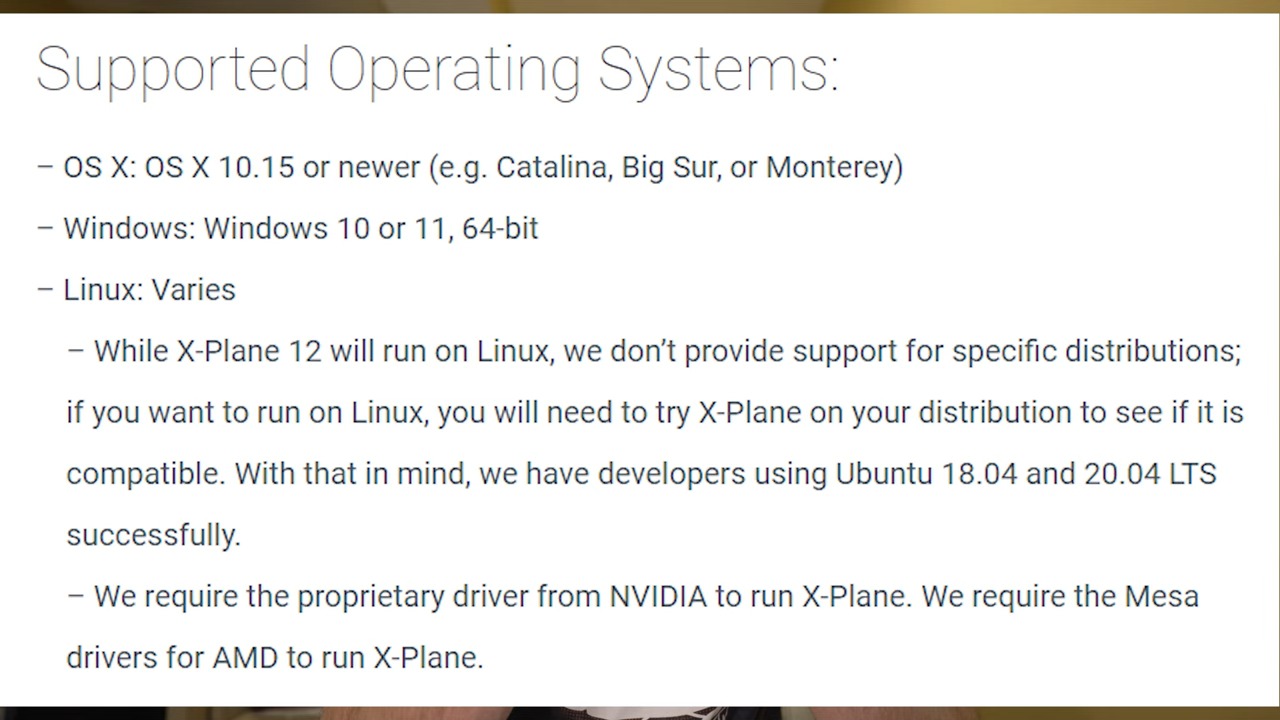 Supported Operating Systems:
– OS X: OS X 10.15 or newer (e.g. Catalina, Big Sur, or Monterey)
– Windows: Windows 10 or 11, 64-bit
– Linux: Varies
– While X-Plane 12 will run on Linux, we don’t provide support for specific distributions;
if you want to run on Linux, you will need to try X-Plane on your distribution to see if it is
compatible. With that in mind, we have developers using Ubuntu 18.04 and 20.04 LTS
successfully.
– We require the proprietary driver from NVIDIA to run X-Plane. We require the Mesa
drivers for AMD to run X-Plane.